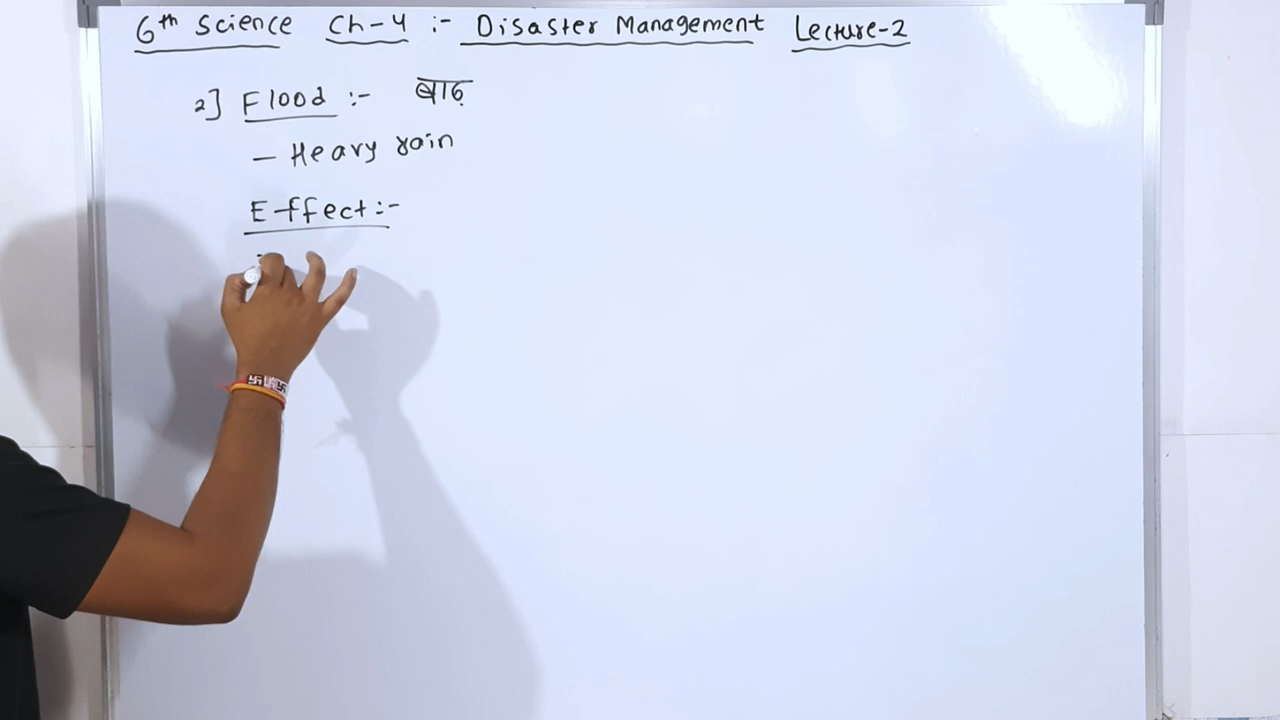 6th Science Ch-4 :- Disaster Management Lecture-2
2] Flood :- बाढ़
- Heavy rain
Effect :-